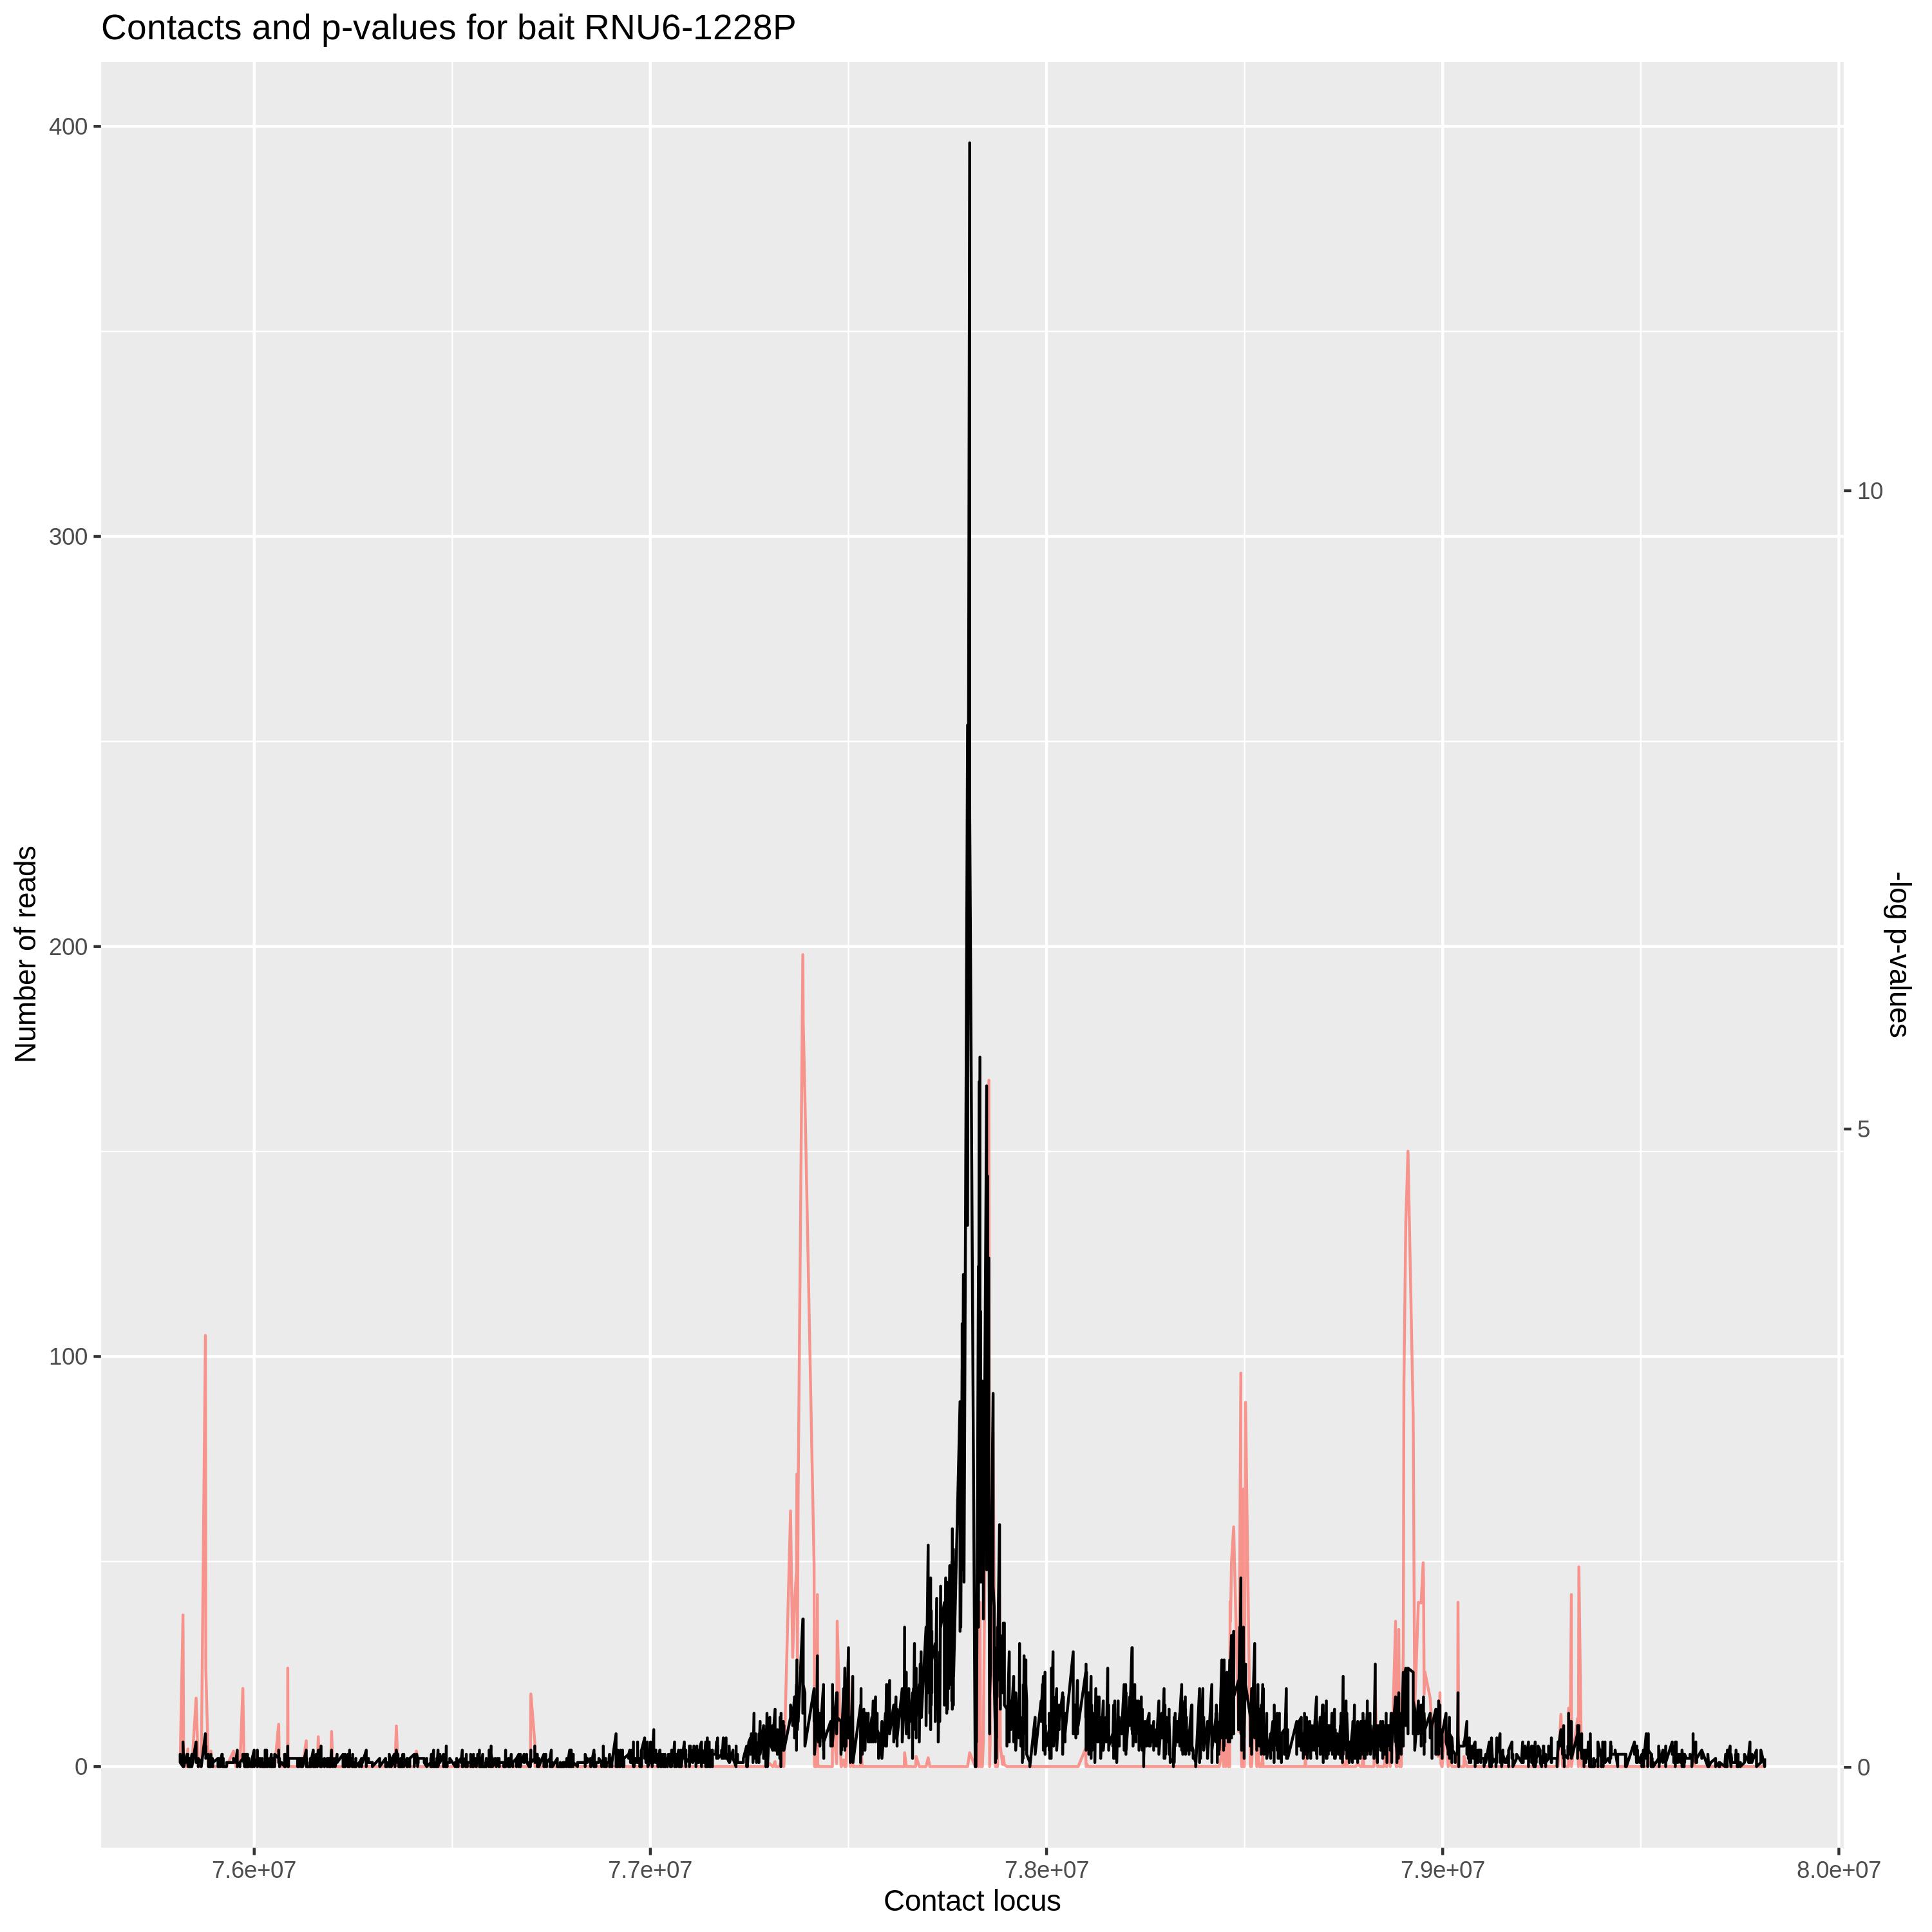 Contacts and p-values for bait RNU6-1228P
400
300
200
100
0
Number of reads
10
5
0
-log p-values
7.6e+07
7.7e+07
7.8e+07
7.9e+07
8.0e+07
Contact locus